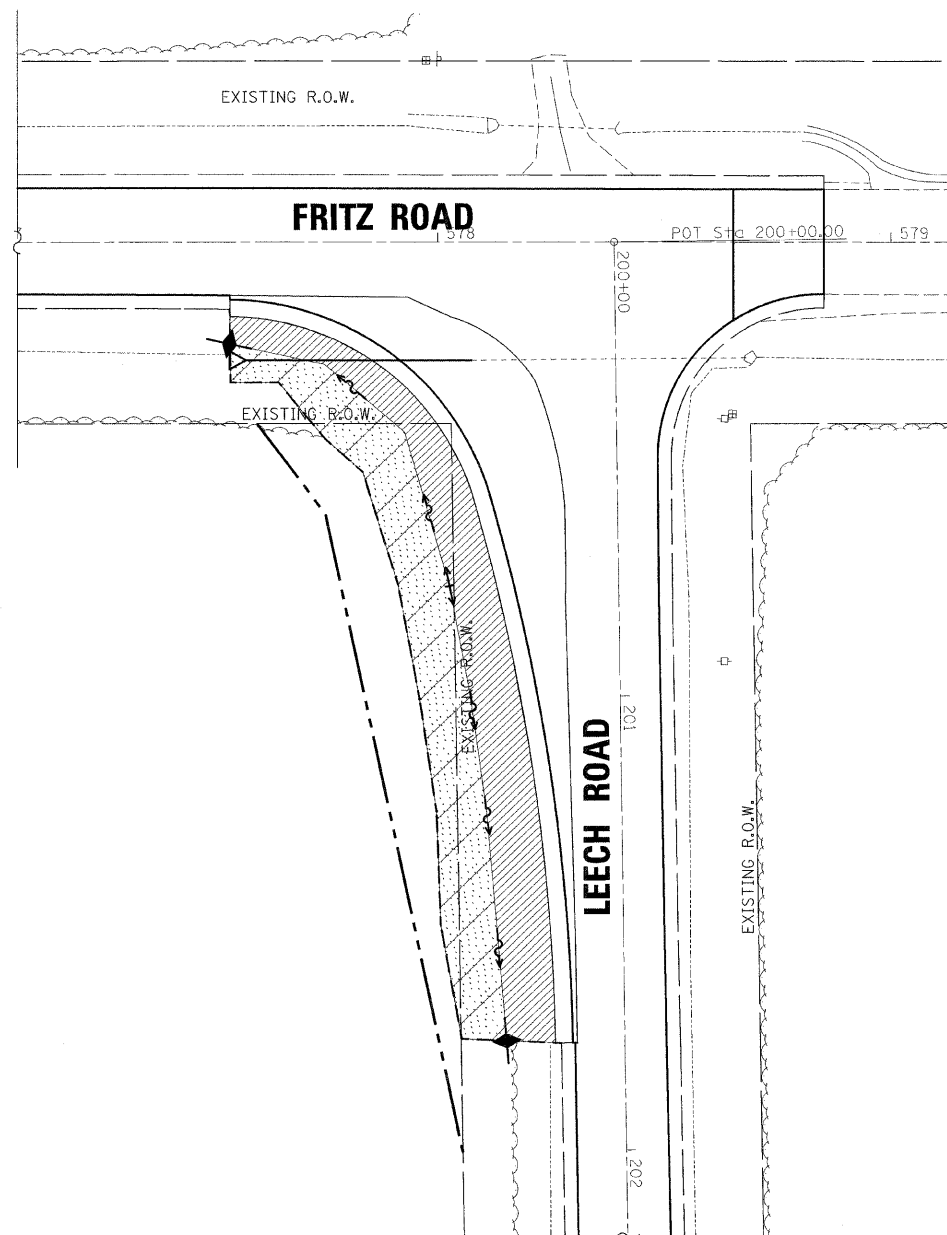 EXISTING R.O.W.
FRITZ ROAD
578
POT Sta 200+00.00
579
200+00
EXISTING R.O.W.
EXISTING R.O.W.
201
LEECH ROAD
EXISTING R.O.W.
202